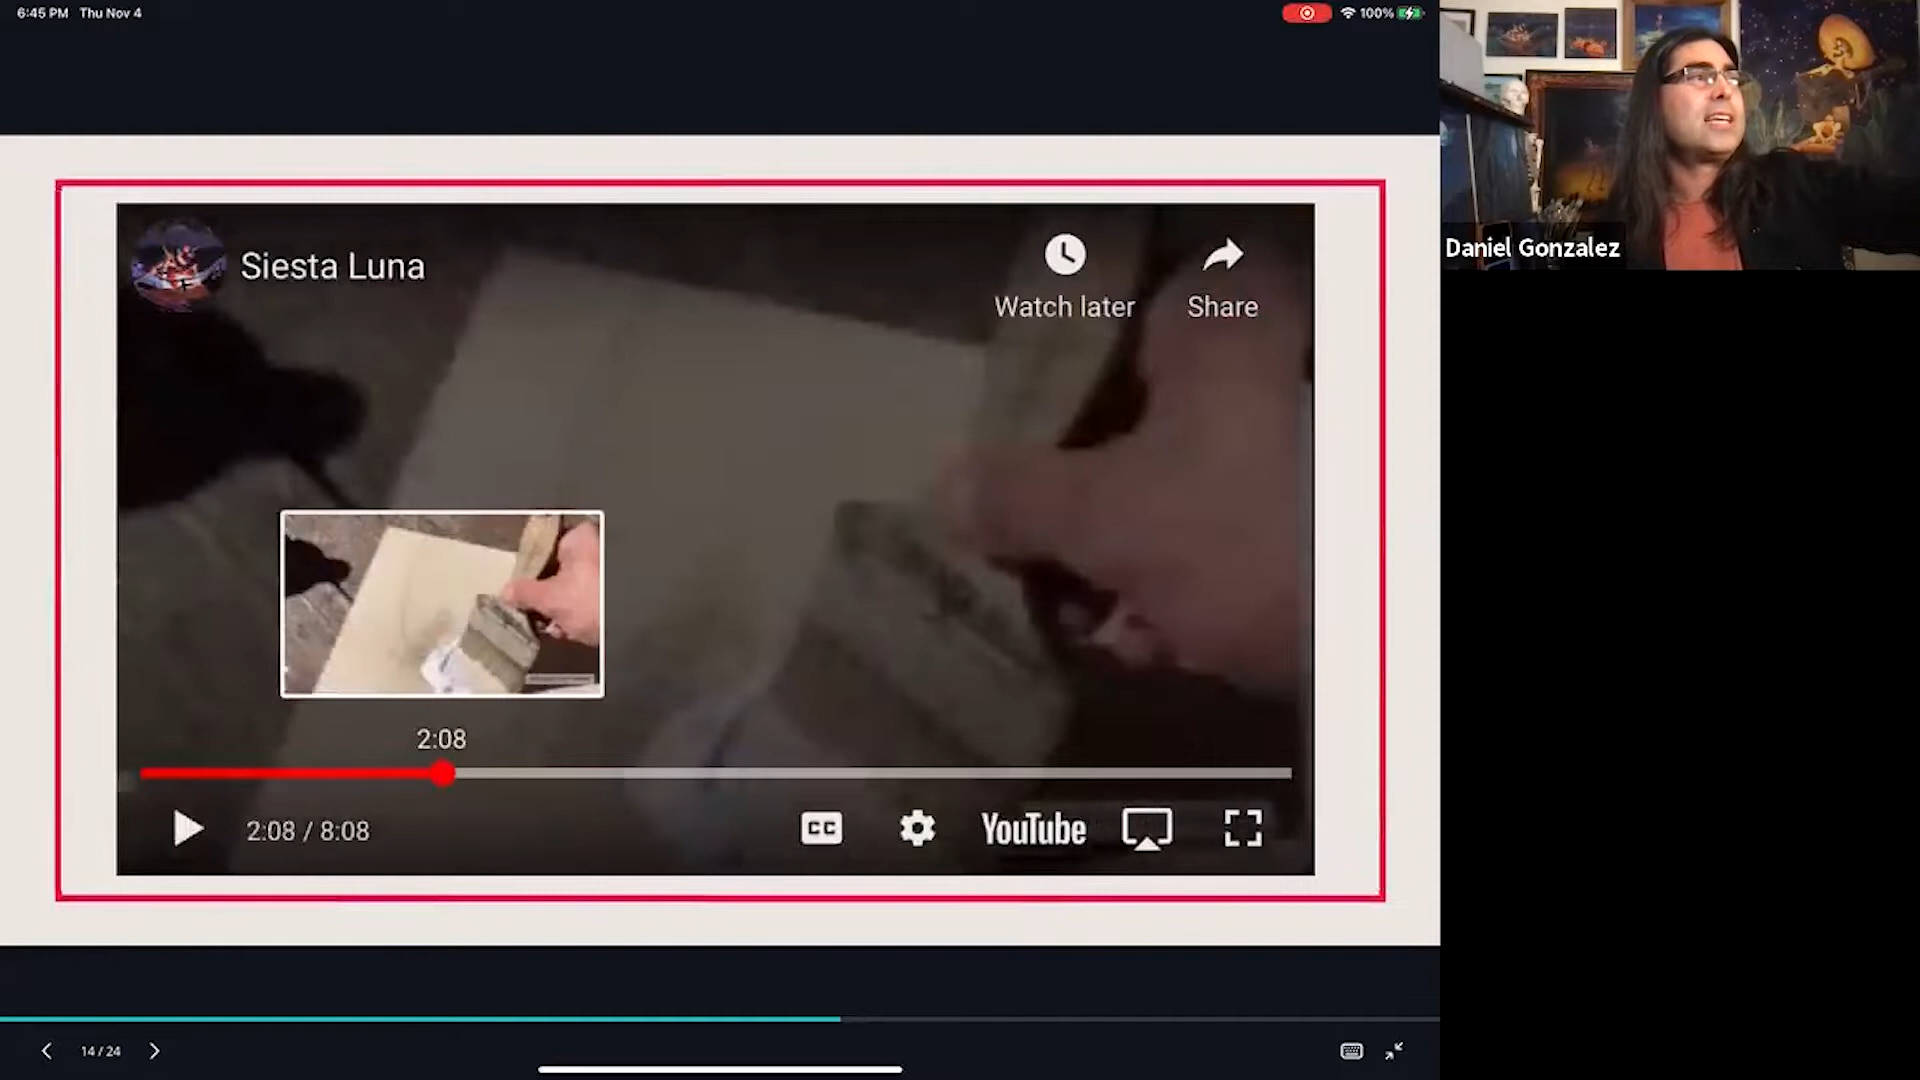 6:45 PM Thu Nov 4
100%
Siesta Luna
Watch later
Share
Daniel Gonzalez
2:08
2:08 / 8:08
CC
YouTube
14 / 24